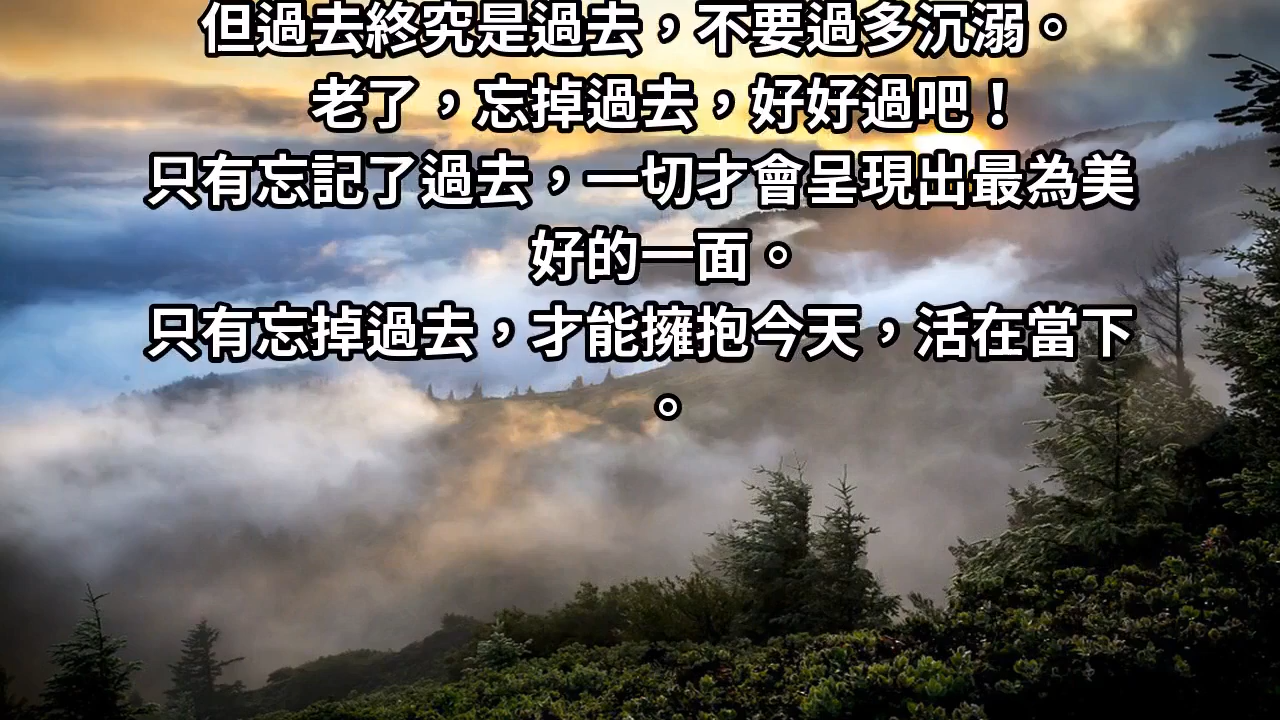 但過去終究是過去，不要過多沉溺。
老了，忘掉過去，好好過吧！
只有忘記了過去，一切才會呈現出最為美
好的一面。
只有忘掉過去，才能擁抱今天，活在當下
。